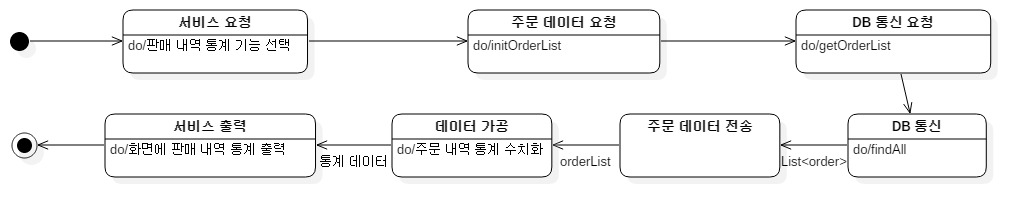 서비스 요청
do/판매 내역 통계 기능 선택
주문 데이터 요청
do/initOrderList
DB 통신 요청
do/getOrderList
DB 통신
do/findAll
List<order>
주문 데이터 전송
orderList
데이터 가공
do/주문 내역 통계 수치화
통계 데이터
서비스 출력
do/화면에 판매 내역 통계 출력